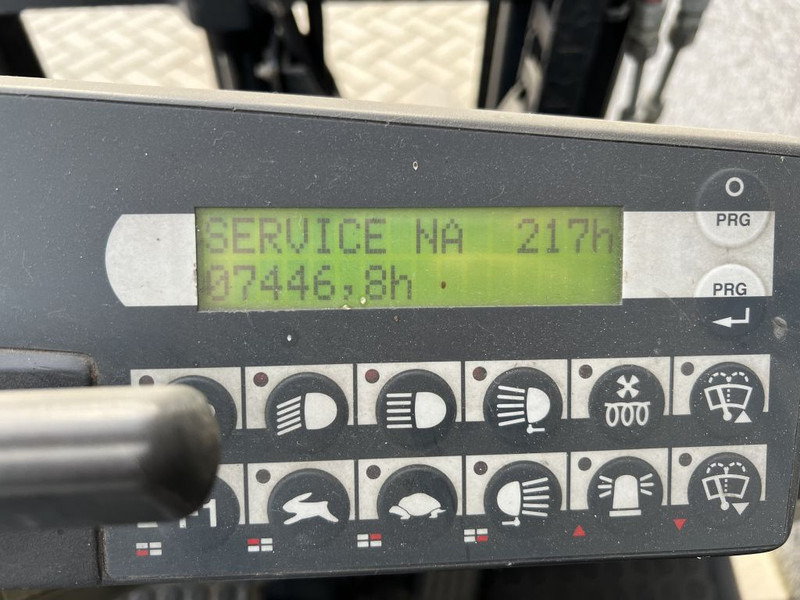 SERVICE NA 217h
07446,8h
PRG
PRG